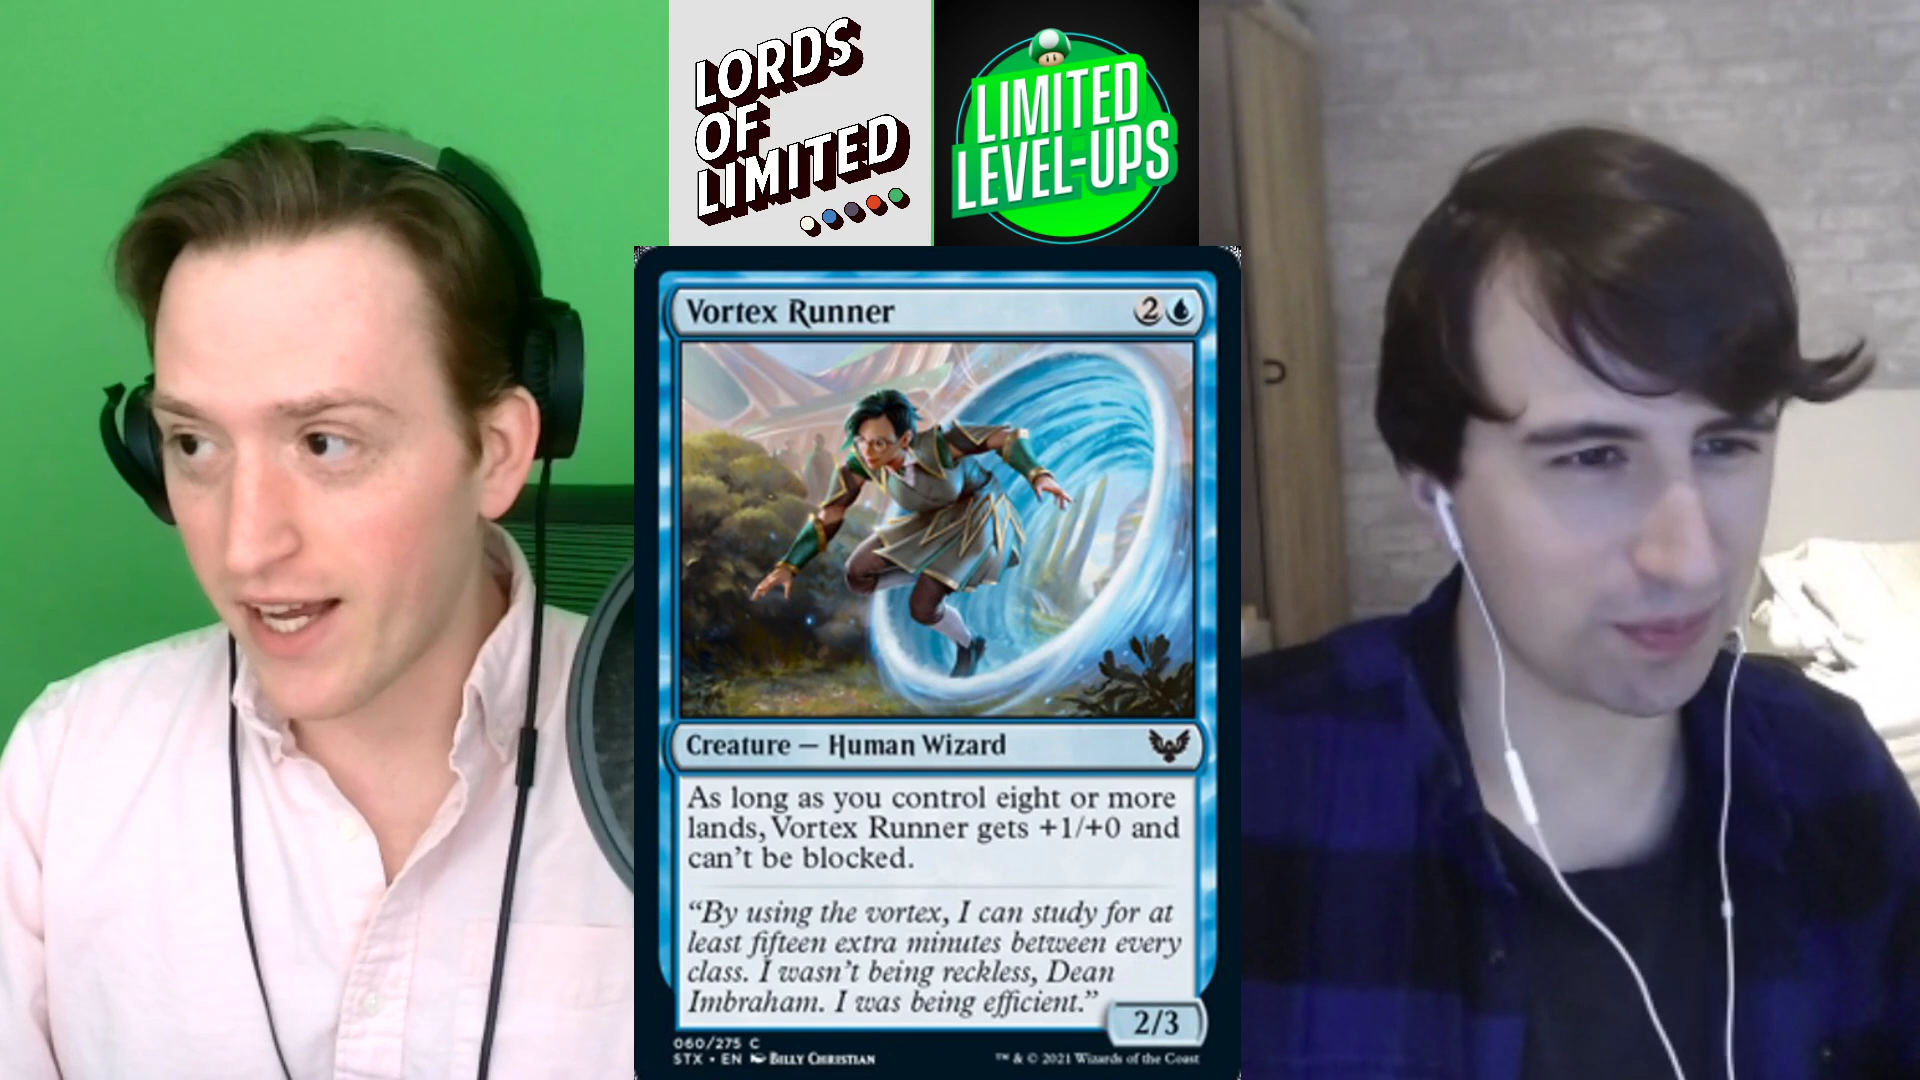 LORDS
OF
LIMITED
LIMITED
LEVEL-UPS
Vortex Runner 2
Creature — Human Wizard
As long as you control eight or more
lands, Vortex Runner gets +1/+0 and
can't be blocked.
“By using the vortex, I can study for at
least fifteen extra minutes between every
class. I wasn't being reckless, Dean
Imbraham. I was being efficient.”
2/3
060/275 C
STX • EN BILLY CHRISTIAN
™ & © 2021 Wizards of the Coast